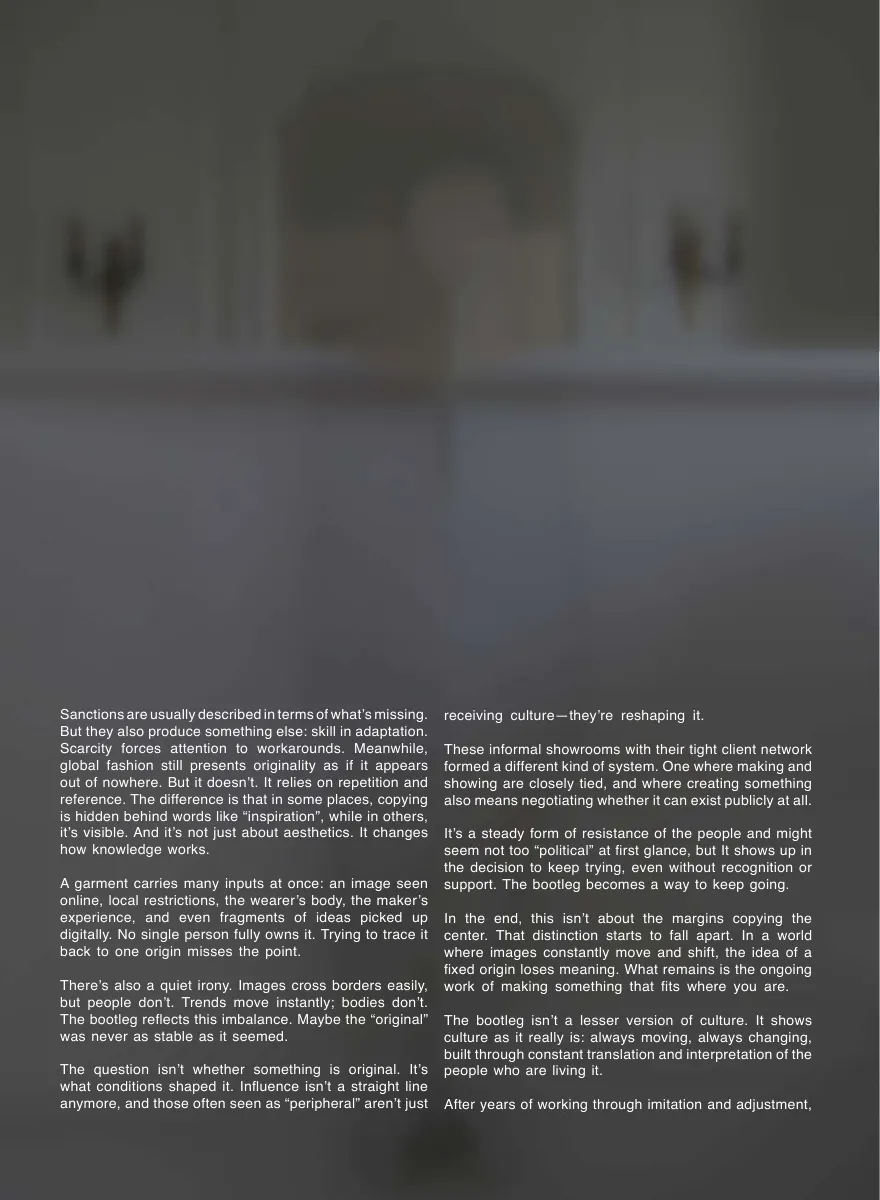 Sanctions are usually described in terms of what’s missing.
But they also produce something else: skill in adaptation.
Scarcity forces attention to workarounds. Meanwhile,
global fashion still presents originality as if it appears
out of nowhere. But it doesn’t. It relies on repetition and
reference. The difference is that in some places, copying
is hidden behind words like “inspiration”, while in others,
it’s visible. And it’s not just about aesthetics. It changes
how knowledge works.
A garment carries many inputs at once: an image seen
online, local restrictions, the wearer’s body, the maker’s
experience, and even fragments of ideas picked up
digitally. No single person fully owns it. Trying to trace it
back to one origin misses the point.
There’s also a quiet irony. Images cross borders easily,
but people don’t. Trends move instantly; bodies don’t.
The bootleg reflects this imbalance. Maybe the “original”
was never as stable as it seemed.
The question isn’t whether something is original. It’s
what conditions shaped it. Influence isn’t a straight line
anymore, and those often seen as “peripheral” aren’t just
receiving culture—they’re reshaping it.
These informal showrooms with their tight client network
formed a different kind of system. One where making and
showing are closely tied, and where creating something
also means negotiating whether it can exist publicly at all.
It’s a steady form of resistance of the people and might
seem not too “political” at first glance, but It shows up in
the decision to keep trying, even without recognition or
support. The bootleg becomes a way to keep going.
In the end, this isn’t about the margins copying the
center. That distinction starts to fall apart. In a world
where images constantly move and shift, the idea of a
fixed origin loses meaning. What remains is the ongoing
work of making something that fits where you are.
The bootleg isn’t a lesser version of culture. It shows
culture as it really is: always moving, always changing,
built through constant translation and interpretation of the
people who are living it.
After years of working through imitation and adjustment,